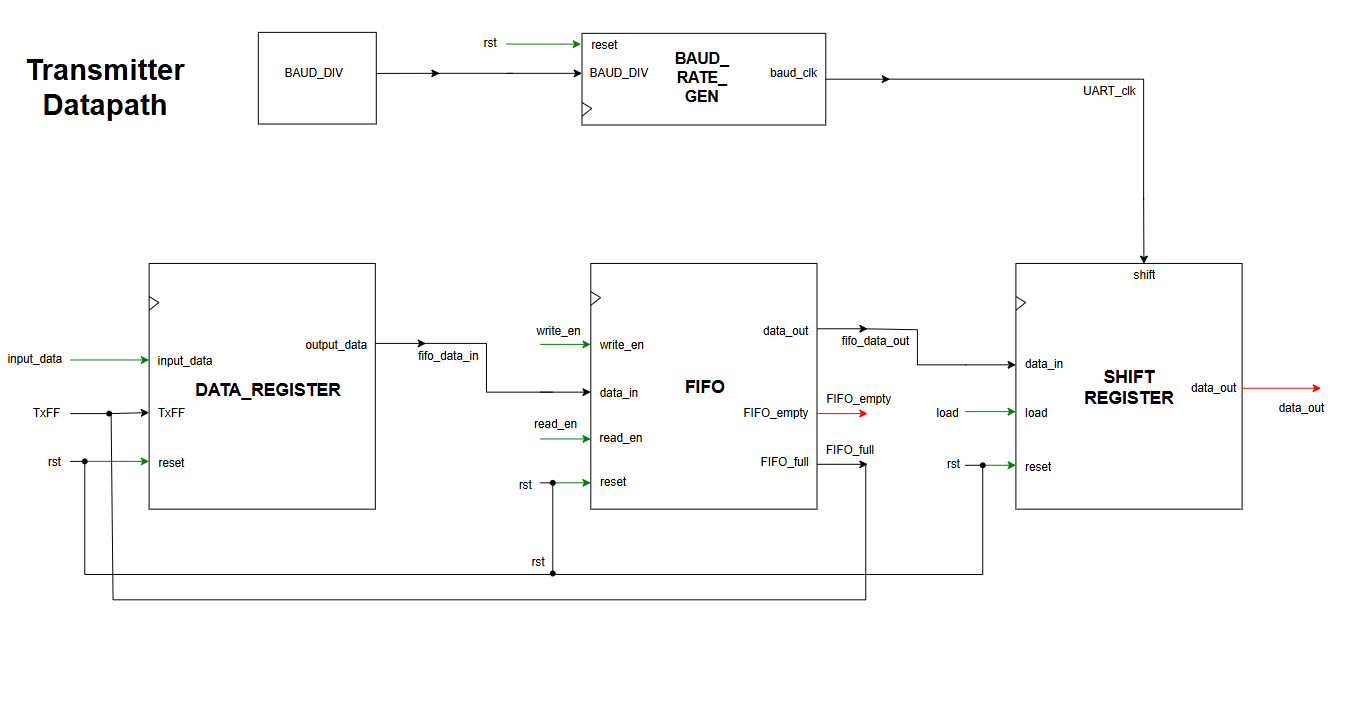 Transmitter
Datapath
BAUD_DIV
rst
reset
BAUD_DIV
BAUD_
RATE_
GEN
baud_clk
UART_clk
input_data
TxFF
rst
input_data
TxFF
reset
output_data
DATA_REGISTER
fifo_data_in
write_en
read_en
rst
rst
write_en
data_in
read_en
reset
FIFO
data_out
FIFO_empty
FIFO_full
fifo_data_out
FIFO_empty
FIFO_full
load
rst
shift
data_in
load
reset
SHIFT
REGISTER
data_out
data_out